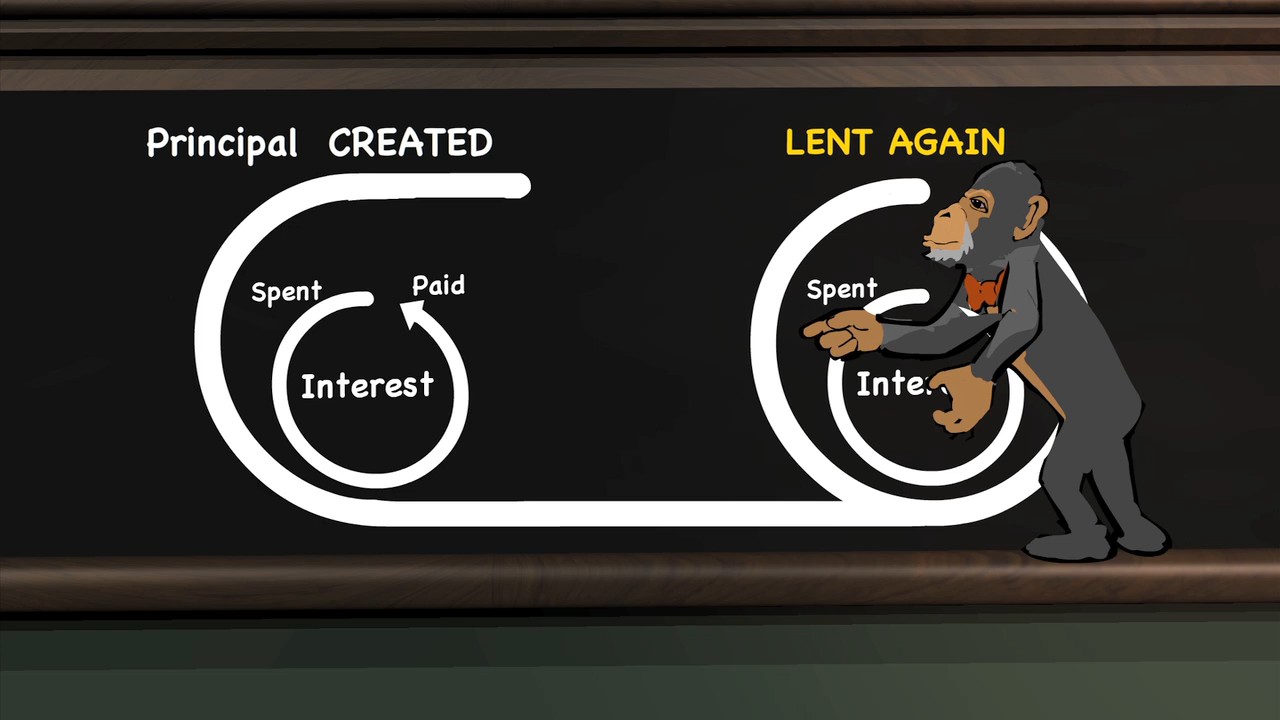 Principal CREATED
LENT AGAIN
Spent
Paid
Interest
Spent